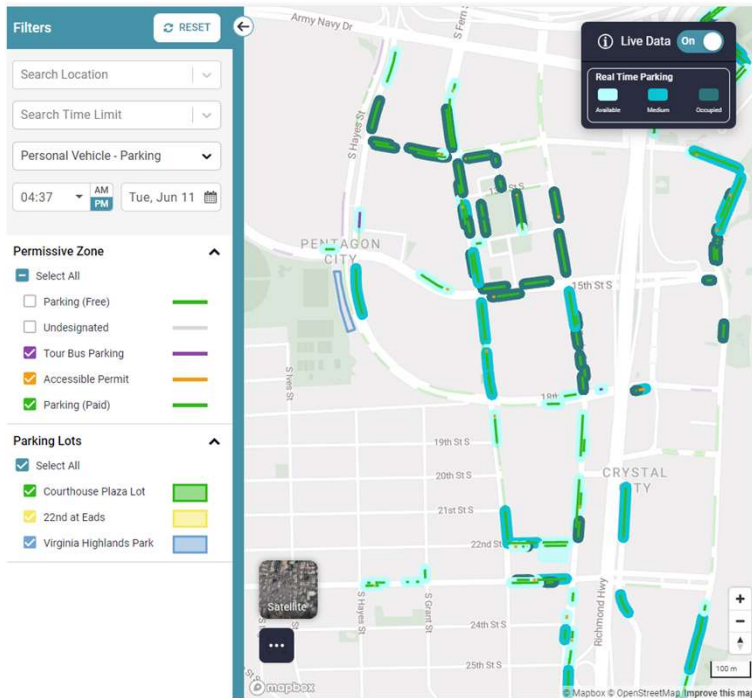 Filters
RESET
Search Location
Search Time Limit
Personal Vehicle - Parking
04:37
AM
PM
Tue, Jun 11
Permissive Zone
Select All
Parking (Free)
Undesignated
Tour Bus Parking
Accessible Permit
Parking (Paid)
Parking Lots
Select All
Courthouse Plaza Lot
22nd at Eads
Virginia Highlands Park
Army Navy Dr
S Fern S
Live Data On
Real Time Parking
Available Medium Occupied
S Hayes St
St S
PENTAGON
CITY
15th St S
S Ives St
18th
19th St S
20th St S
CRYSTAL
TY
21st St S
22nd St
Satellite
S Hayes St
S Grant St
24th St S
Richmond Hwy
25th St S
100 m
mapbox
© Mapbox © OpenStreetMap Improve this map